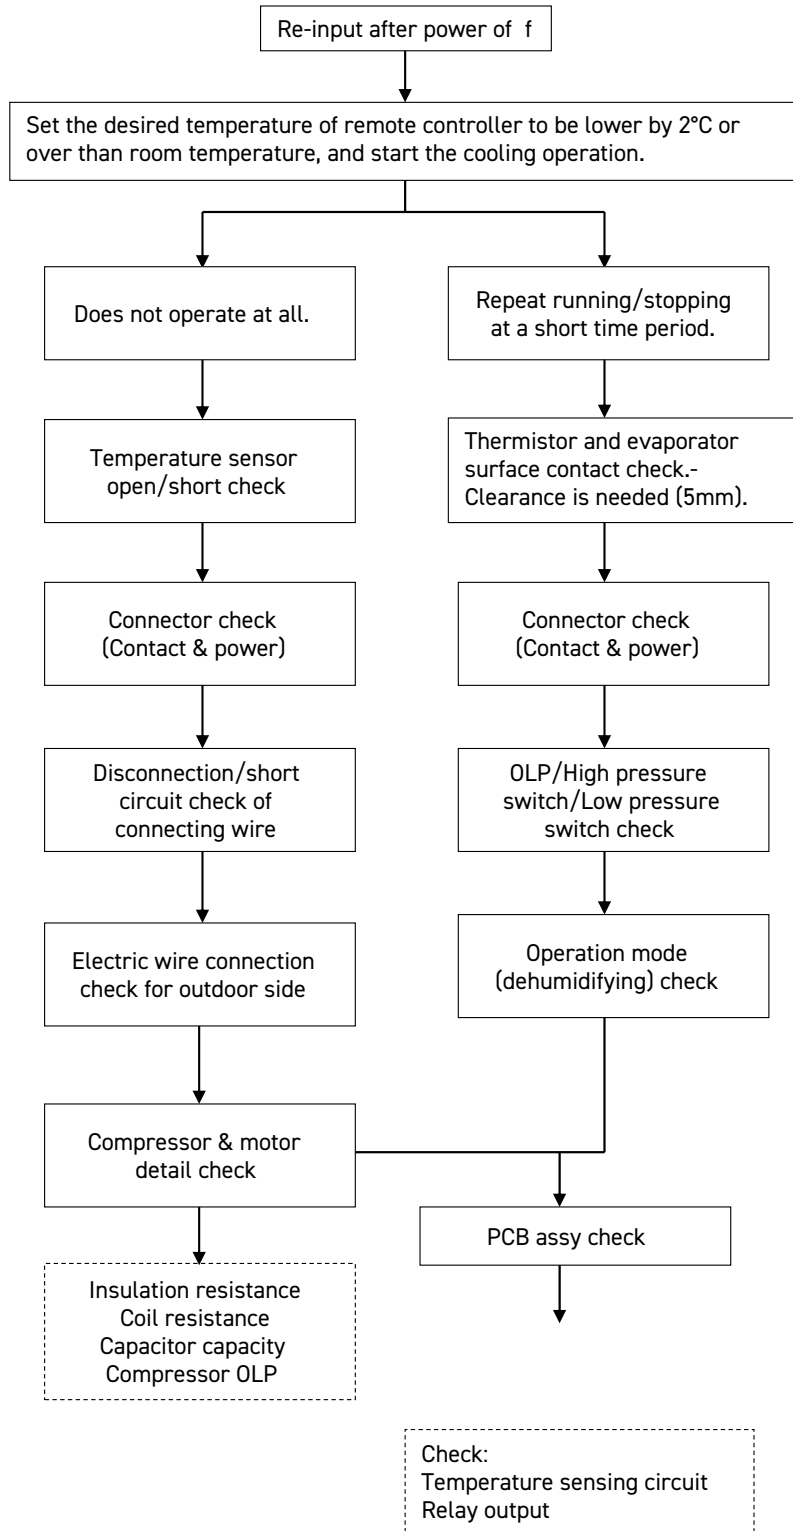 Re-input after power of f
Set the desired temperature of remote controller to be lower by 2°C or
over than room temperature, and start the cooling operation.
Does not operate at all.
Temperature sensor
open/short check
Connector check
(Contact & power)
Disconnection/short
circuit check of
connecting wire
Electric wire connection
check for outdoor side
Compressor & motor
detail check
Insulation resistance
Coil resistance
Capacitor capacity
Compressor OLP
Repeat running/stopping
at a short time period.
Thermistor and evaporator
surface contact check.-
Clearance is needed (5mm).
Connector check
(Contact & power)
OLP/High pressure
switch/Low pressure
switch check
Operation mode
(dehumidifying) check
PCB assy check
Check:
Temperature sensing circuit
Relay output